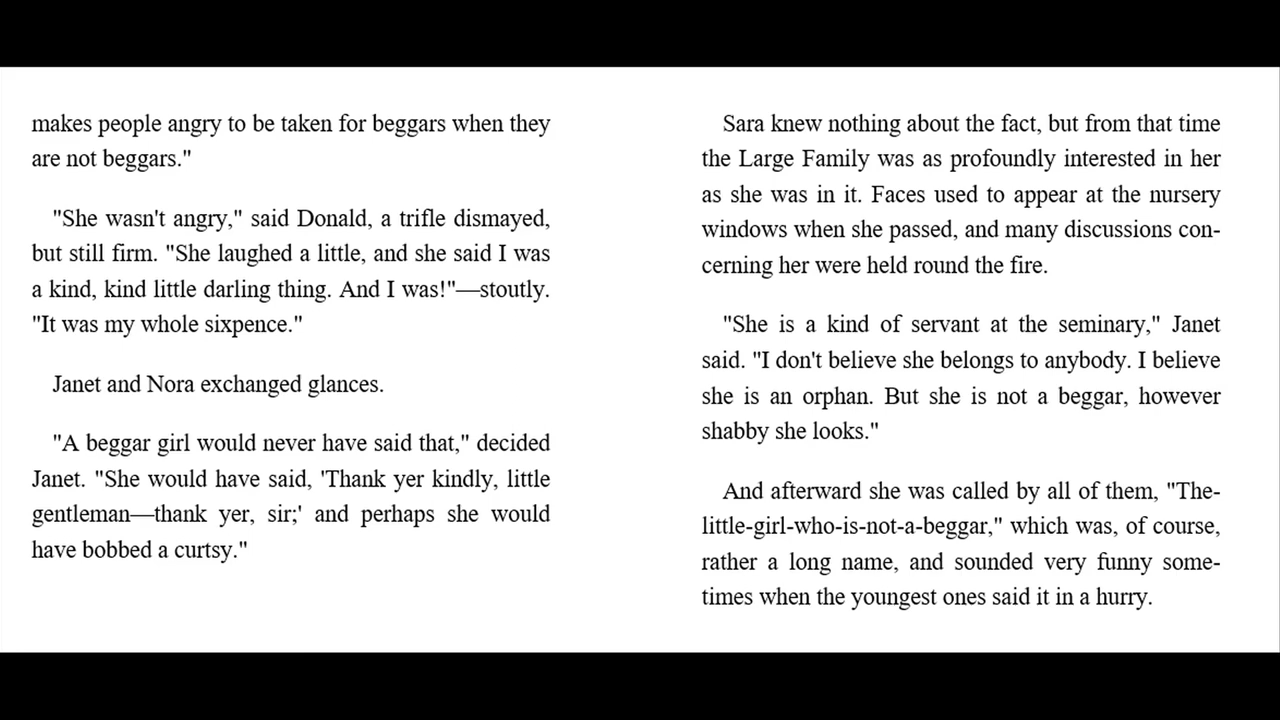 makes people angry to be taken for beggars when they
are not beggars."
"She wasn't angry," said Donald, a trifle dismayed,
but still firm. "She laughed a little, and she said I was
a kind, kind little darling thing. And I was!"—stoutly.
"It was my whole sixpence."
Janet and Nora exchanged glances.
"A beggar girl would never have said that," decided
Janet. "She would have said, 'Thank yer kindly, little
gentleman—thank yer, sir;' and perhaps she would
have bobbed a curtsy."
Sara knew nothing about the fact, but from that time
the Large Family was as profoundly interested in her
as she was in it. Faces used to appear at the nursery
windows when she passed, and many discussions con-
cerning her were held round the fire.
"She is a kind of servant at the seminary," Janet
said. "I don't believe she belongs to anybody. I believe
she is an orphan. But she is not a beggar, however
shabby she looks."
And afterward she was called by all of them, "The-
little-girl-who-is-not-a-beggar," which was, of course,
rather a long name, and sounded very funny some-
times when the youngest ones said it in a hurry.